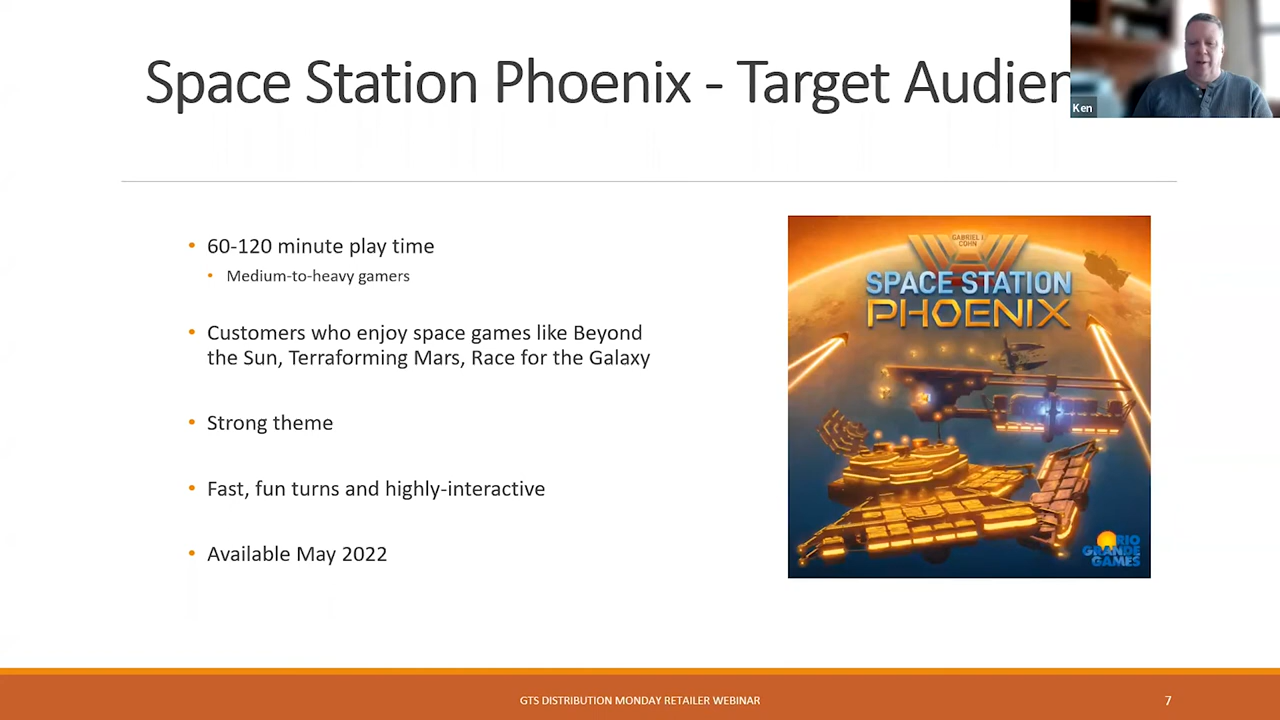 Space Station Phoenix - Target Audien
Ken
• 60-120 minute play time
• Medium-to-heavy gamers
• Customers who enjoy space games like Beyond
the Sun, Terraforming Mars, Race for the Galaxy
• Strong theme
• Fast, fun turns and highly-interactive
• Available May 2022
GABRIEL J.
COHN
SPACE STATION
PHOENIX
RIO
GRANDE
GAMES
GTS DISTRIBUTION MONDAY RETAILER WEBINAR
7